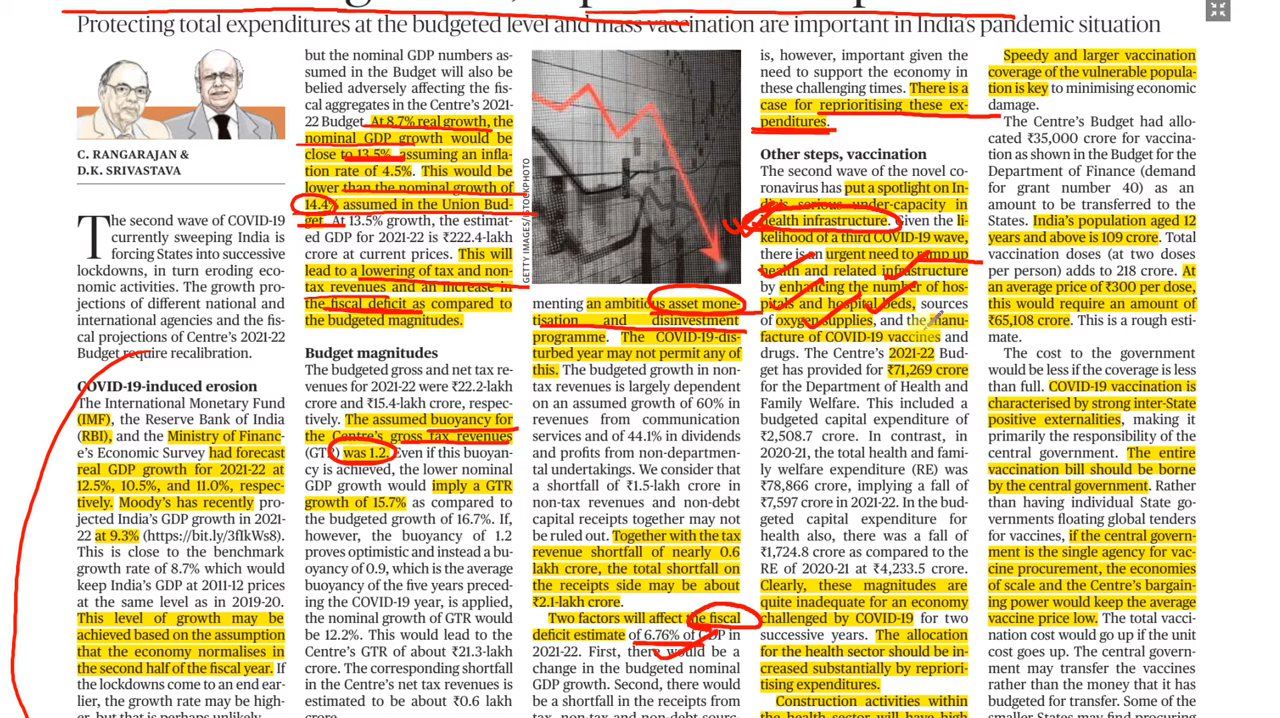 Protecting total expenditures at the budgeted level and mass vaccination are important in India's pandemic situation
C. RANGARAJAN &
D.K. SRIVASTAVA
The second wave of COVID-19
currently sweeping India is
forcing States into successive
lockdowns, in turn eroding eco-
nomic activities. The growth pro-
jections of different national and
international agencies and the fis-
cal projections of Centre's 2021-22
Budget require recalibration.
COVID-19-induced erosion
The International Monetary Fund
(IMF), the Reserve Bank of India
(RBI), and the Ministry of Financ-
e's Economic Survey had forecast
real GDP growth for 2021-22 at
12.5%, 10.5%, and 11.0%, respec-
tively. Moody's has recently pro-
jected India's GDP growth in 2021-
22 at 9.3% (https://bit.ly/3fIkWs8).
This is close to the benchmark
growth rate of 8.7% which would
keep India's GDP at 2011-12 prices
at the same level as in 2019-20.
This level of growth may be
achieved based on the assumption
that the economy normalises in
the second half of the fiscal year. If
the lockdowns come to an end ear-
lier, the growth rate may be high-
er, but that is perhaps unlikely
but the nominal GDP numbers as-
sumed in the Budget will also be
belied adversely affecting the fis-
cal aggregates in the Centre's 2021-
22 Budget. At 8.7% real growth, the
nominal GDP growth would be
close to 13.5%, assuming an infla-
tion rate of 4.5%. This would be
lower than the nominal growth of
14.4% assumed in the Union Bud-
get. At 13.5% growth, the estimat-
ed GDP for 2021-22 is ₹222.4-lakh
crore at current prices. This will
lead to a lowering of tax and non-
tax revenues and an increase in
the fiscal deficit as compared to
the budgeted magnitudes.
Budget magnitudes
The budgeted gross and net tax re-
venues for 2021-22 were ₹22.2-lakh
crore and ₹15.4-lakh crore, respec-
tively. The assumed buoyancy for
the Centre's gross tax revenues
(GTR) was 1.2. Even if this buoyan-
cy is achieved, the lower nominal
GDP growth would imply a GTR
growth of 15.7% as compared to
the budgeted growth of 16.7%. If,
however, the buoyancy of 1.2
proves optimistic and instead a bu-
oyancy of 0.9, which is the average
buoyancy of the five years preced-
ing the COVID-19 year, is applied,
the nominal growth of GTR would
be 12.2%. This would lead to the
Centre's GTR of about ₹21.3-lakh
crore. The corresponding shortfall
in the Centre's net tax revenues is
estimated to be about ₹0.6 lakh
crore.
GETTY IMAGES/ISTOCKPHOTO
menting an ambitious asset mone-
tisation and disinvestment
programme. The COVID-19-dis-
turbed year may not permit any of
this. The budgeted growth in non-
tax revenues is largely dependent
on an assumed growth of 60% in
revenues from communication
services and of 44.1% in dividends
and profits from non-departmen-
tal undertakings. We consider that
a shortfall of ₹1.5-lakh crore in
non-tax revenues and non-debt
capital receipts together may not
be ruled out. Together with the tax
revenue shortfall of nearly 0.6
lakh crore, the total shortfall on
the receipts side may be about
₹2.1-lakh crore.
Two factors will affect the fiscal
deficit estimate of 6.76% of GDP in
2021-22. First, there would be a
change in the budgeted nominal
GDP growth. Second, there would
be a shortfall in the receipts from
tax, non-tax and non-debt sourc-
is, however, important given the
need to support the economy in
these challenging times. There is a
case for reprioritising these ex-
penditures.
Other steps, vaccination
The second wave of the novel co-
ronavirus has put a spotlight on In-
dia's serious under-capacity in
health infrastructure. Given the li-
kelihood of a third COVID-19 wave,
there is an urgent need to ramp up
health and related infrastructure
by enhancing the number of hos-
pitals and hospital beds, sources
of oxygen supplies, and the manu-
facture of COVID-19 vaccines and
drugs. The Centre's 2021-22 Bud-
get has provided for ₹71,269 crore
for the Department of Health and
Family Welfare. This included a
budgeted capital expenditure of
₹2,508.7 crore. In contrast, in
2020-21, the total health and fami-
ly welfare expenditure (RE) was
₹78,866 crore, implying a fall of
₹7,597 crore in 2021-22. In the bud-
geted capital expenditure for
health also, there was a fall of
₹1,724.8 crore as compared to the
RE of 2020-21 at ₹4,233.5 crore.
Clearly, these magnitudes are
quite inadequate for an economy
challenged by COVID-19 for two
successive years. The allocation
for the health sector should be in-
creased substantially by repriori-
tising expenditures.
Construction activities within
the health sector will have high
Speedy and larger vaccination
coverage of the vulnerable popula-
tion is key to minimising economic
damage.
The Centre's Budget had allo-
cated ₹35,000 crore for vaccina-
tion as shown in the Budget for the
Department of Finance (demand
for grant number 40) as an
amount to be transferred to the
States. India's population aged 12
years and above is 109 crore. Total
vaccination doses (at two doses
per person) adds to 218 crore. At
an average price of ₹300 per dose,
this would require an amount of
₹65,108 crore. This is a rough esti-
mate.
The cost to the government
would be less if the coverage is less
than full. COVID-19 vaccination is
characterised by strong inter-State
positive externalities, making it
primarily the responsibility of the
central government. The entire
vaccination bill should be borne
by the central government. Rather
than having individual State go-
vernments floating global tenders
for vaccines, if the central govern-
ment is the single agency for vac-
cine procurement, the economies
of scale and the Centre's bargain-
ing power would keep the average
vaccine price low. The total vacci-
nation cost would go up if the unit
cost goes up. The central govern-
ment may transfer the vaccines
rather than the money that it has
budgeted for transfer. Some of the
smaller States may find procuring